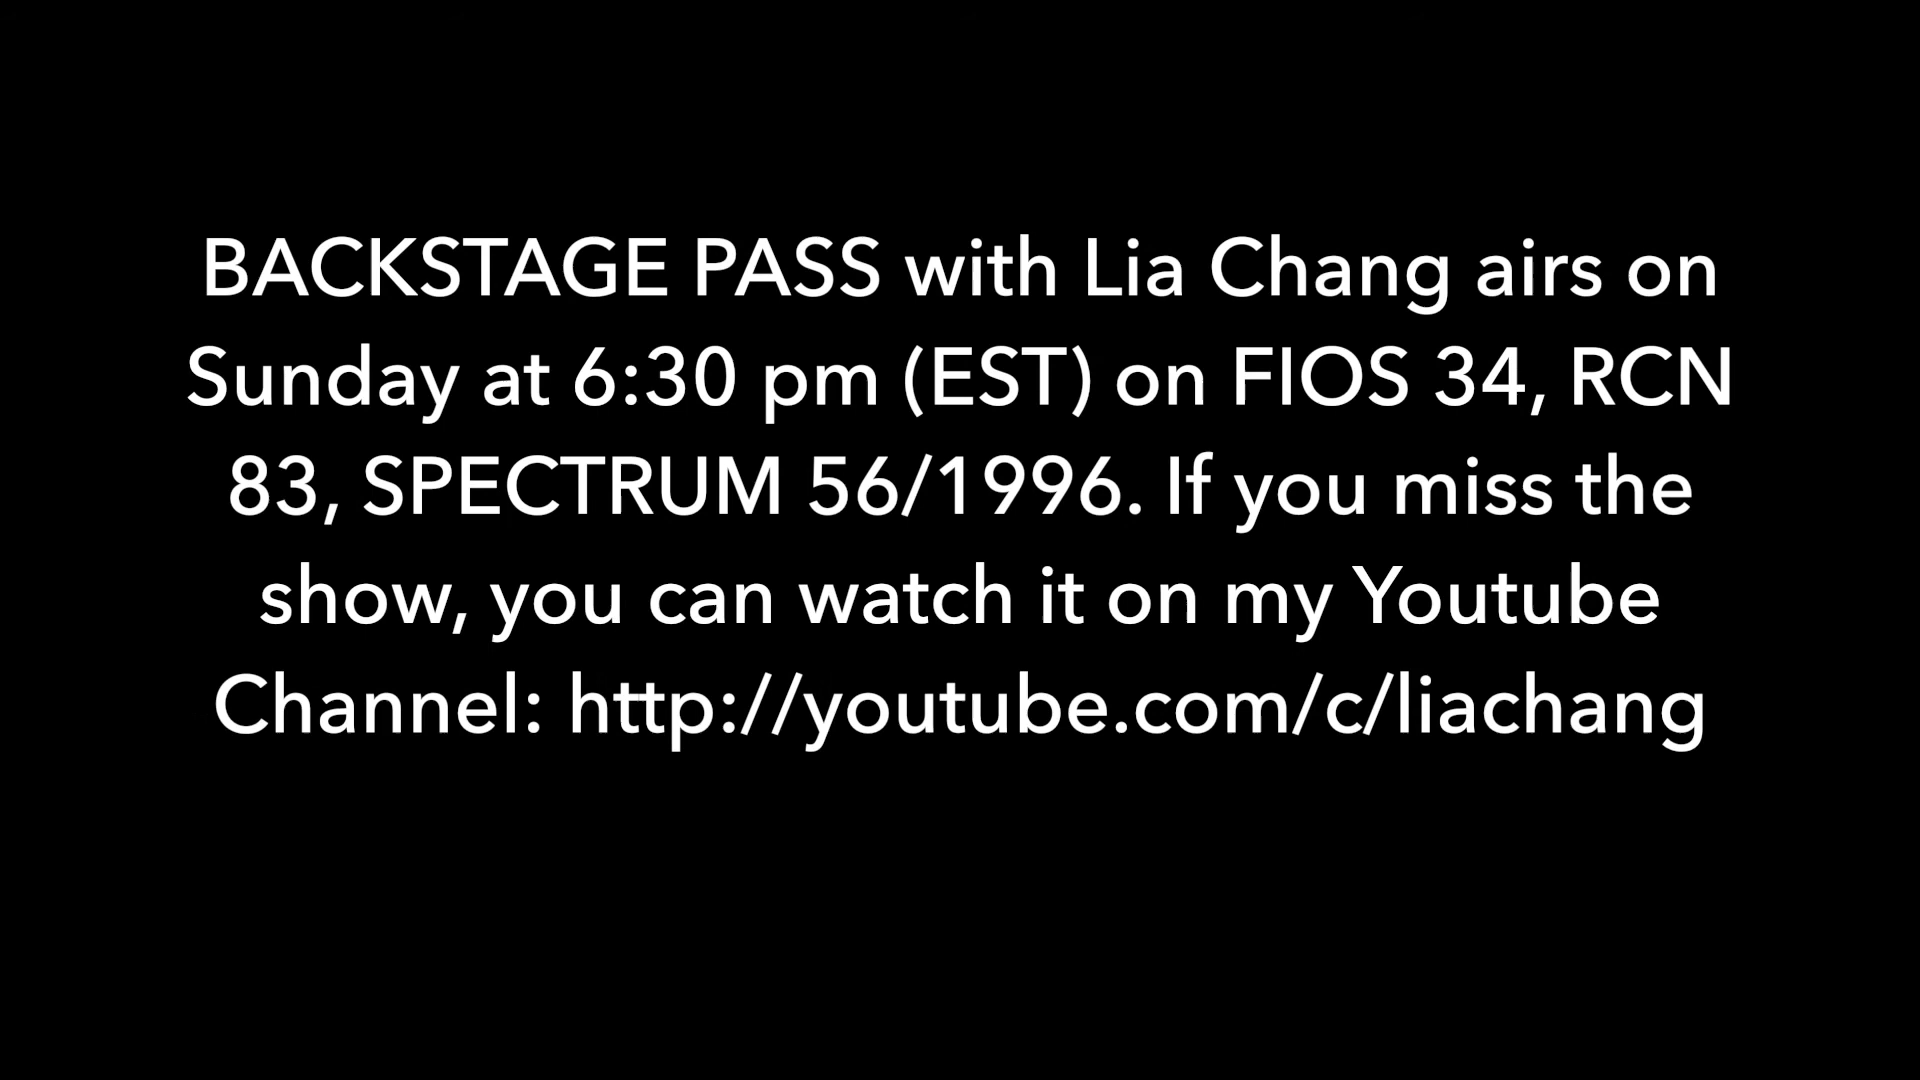 BACKSTAGE PASS with Lia Chang airs on
Sunday at 6:30 pm (EST) on FIOS 34, RCN
83, SPECTRUM 56/1996. If you miss the
show, you can watch it on my Youtube
Channel: http://youtube.com/c/liachang